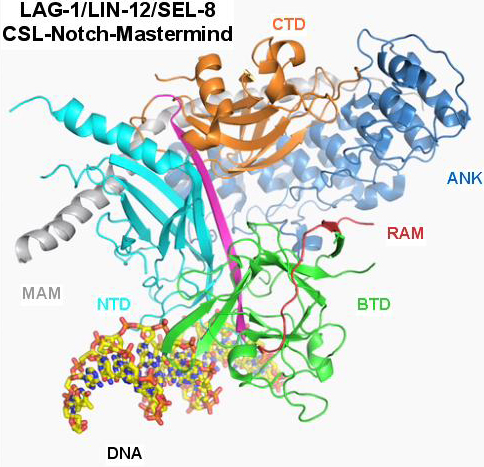 LAG-1/LIN-12/SEL-8
CSL-Notch-Mastermind
CTD
ANK
RAM
MAM
NTD
BTD
DNA